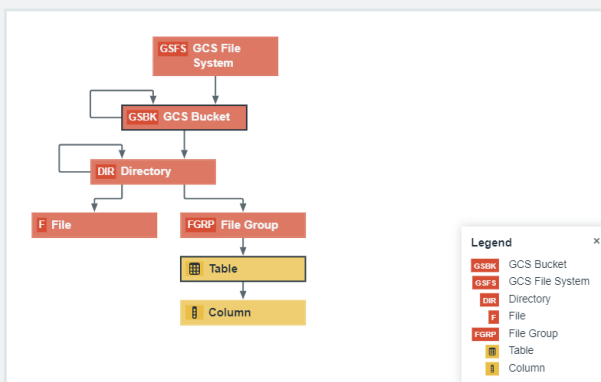 GSFS GCS File
System
GSBK GCS Bucket
DIR Directory
F File
FGRP File Group
Table
Column
Legend ×
GSBK GCS Bucket
GSFS GCS File System
DIR Directory
F File
FGRP File Group
Table
Column